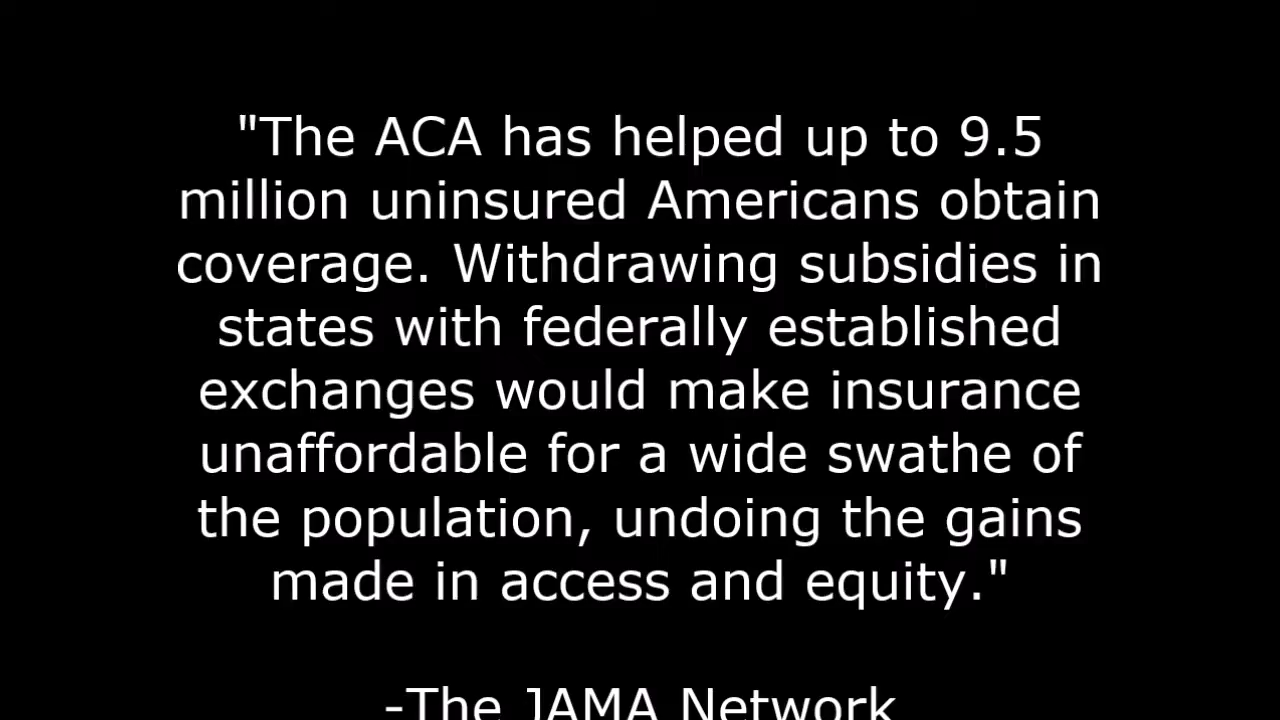 "The ACA has helped up to 9.5
million uninsured Americans obtain
coverage. Withdrawing subsidies in
states with federally established
exchanges would make insurance
unaffordable for a wide swathe of
the population, undoing the gains
made in access and equity."
-The JAMA Network